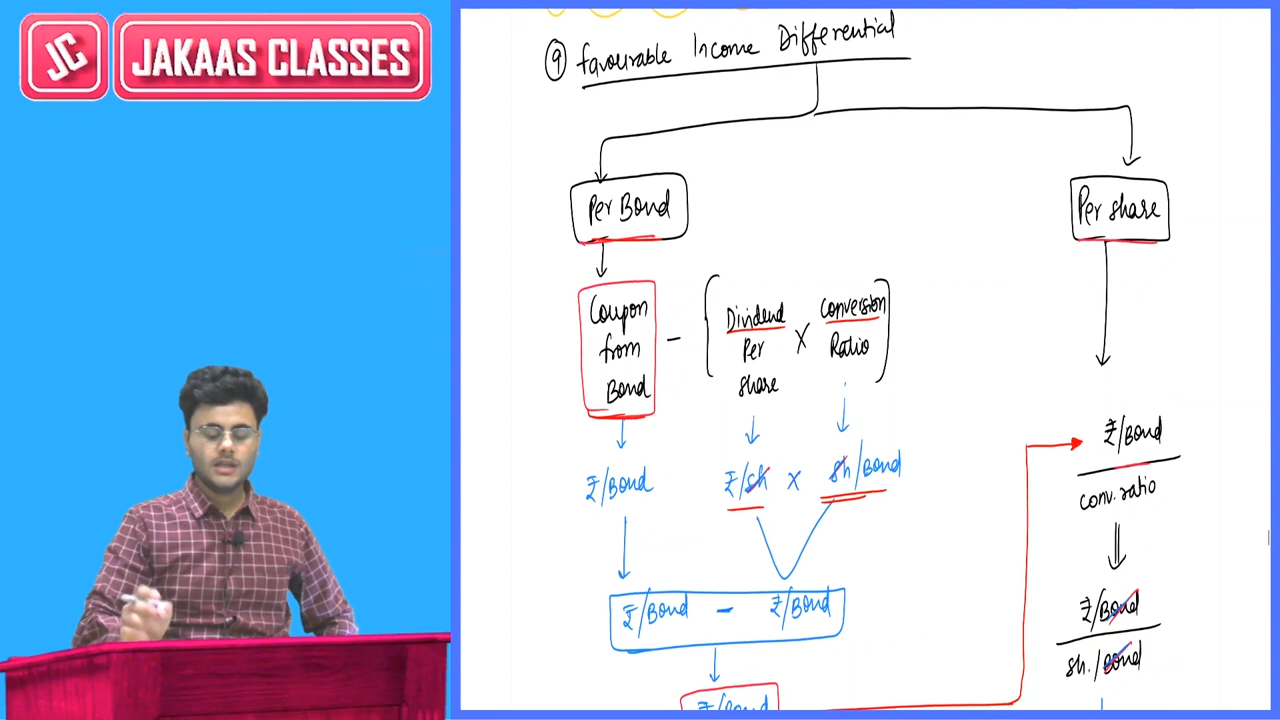 JC
JAKAAS CLASSES
⑨ Favourable Income Differential
Per Bond
Per share
Coupon
from
Bond
-
Dividend
Per
share
X
Conversion
Ratio
₹/Bond
₹/sh x sh/Bond
₹/Bond - ₹/Bond
₹/Bond
₹/Bond
conv. ratio
₹/Bond
sh./Bond